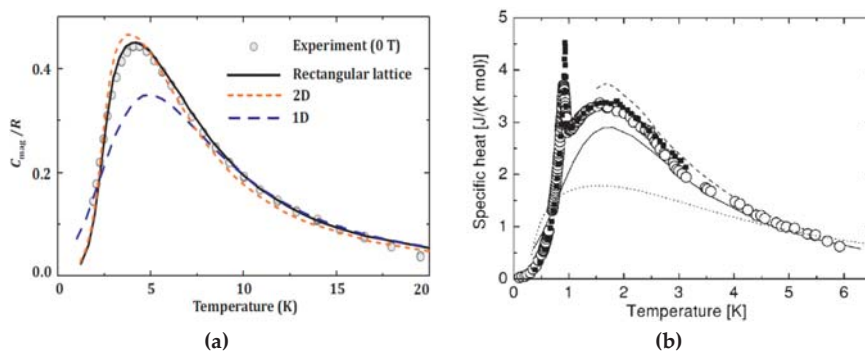 0.4
0.2
0.0
C_mag/R
Experiment (0 T)
Rectangular lattice
2D
1D
0 5 10 15 20
Temperature (K)
(a)
5
4
3
2
1
0
Specific heat [J/(K mol)]
0 1 2 3 4 5 6
Temperature [K]
(b)